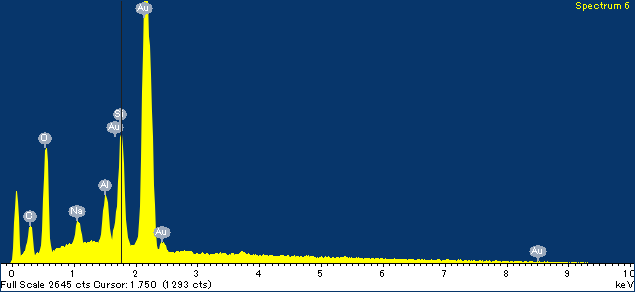 Spectrum 6
Au
Si
Au
O
Al
Na
C
Au
Au
0 1 2 3 4 5 6 7 8 9 10
Full Scale 2645 cts Cursor: 1.750 (1293 cts) keV